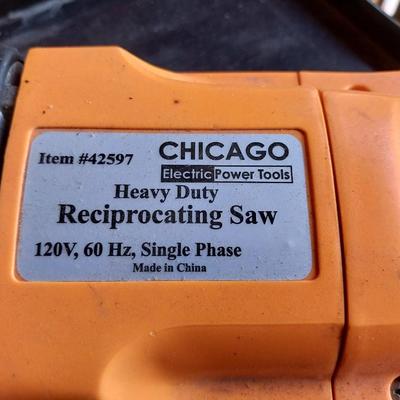 Item #42597
CHICAGO
Electric Power Tools
Heavy Duty
Reciprocating Saw
120V, 60 Hz, Single Phase
Made in China